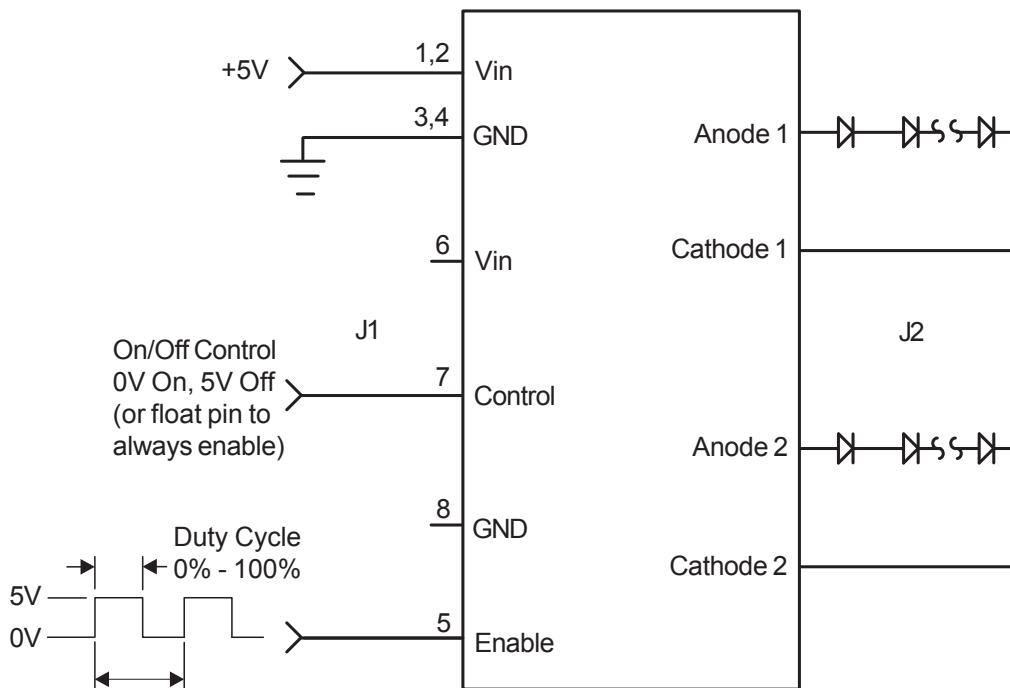 +5V
1,2
Vin
3,4
GND
Anode 1
6
Vin
Cathode 1
J1
J2
On/Off Control
0V On, 5V Off
(or float pin to
always enable)
7
Control
Anode 2
8
GND
Duty Cycle
0% - 100%
Cathode 2
5V
0V
5
Enable